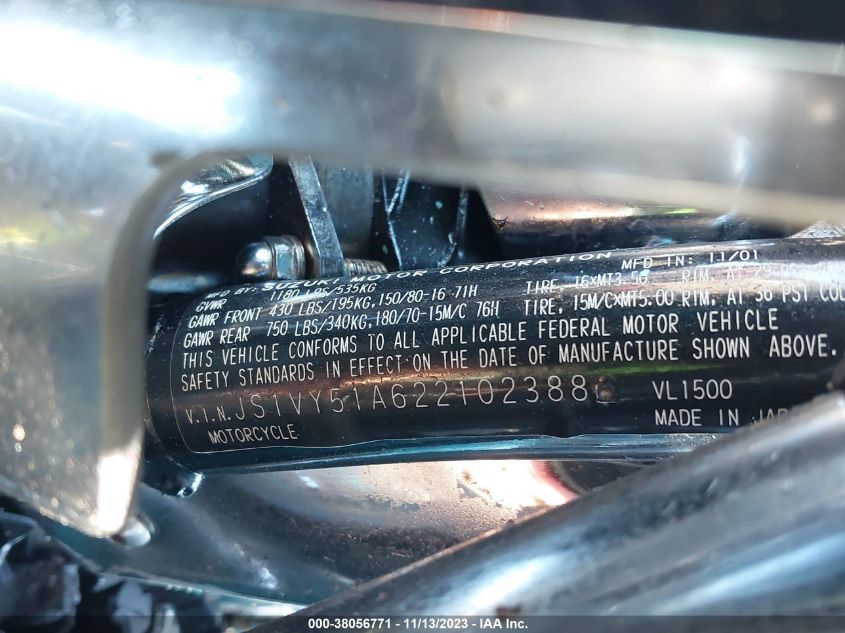 MFD BY: SUZUKI MOTOR CORPORATION MFD IN: 11/01
GVWR 1180 LBS/535KG
GAWR FRONT 430 LBS/195KG, 150/80-16 71H TIRE, 16xMT3.50 RIM, AT 29
GAWR REAR 750 LBS/340KG, 180/70-15M/C 76H TIRE, 15M/CxMT5.00 RIM, AT 36 PSI COL
THIS VEHICLE CONFORMS TO ALL APPLICABLE FEDERAL MOTOR VEHICLE
SAFETY STANDARDS IN EFFECT ON THE DATE OF MANUFACTURE SHOWN ABOVE.
V.I.N. JS1VY51A622102388 VL1500
MOTORCYCLE MADE IN JAP
000-38056771 - 11/13/2023 - IAA Inc.